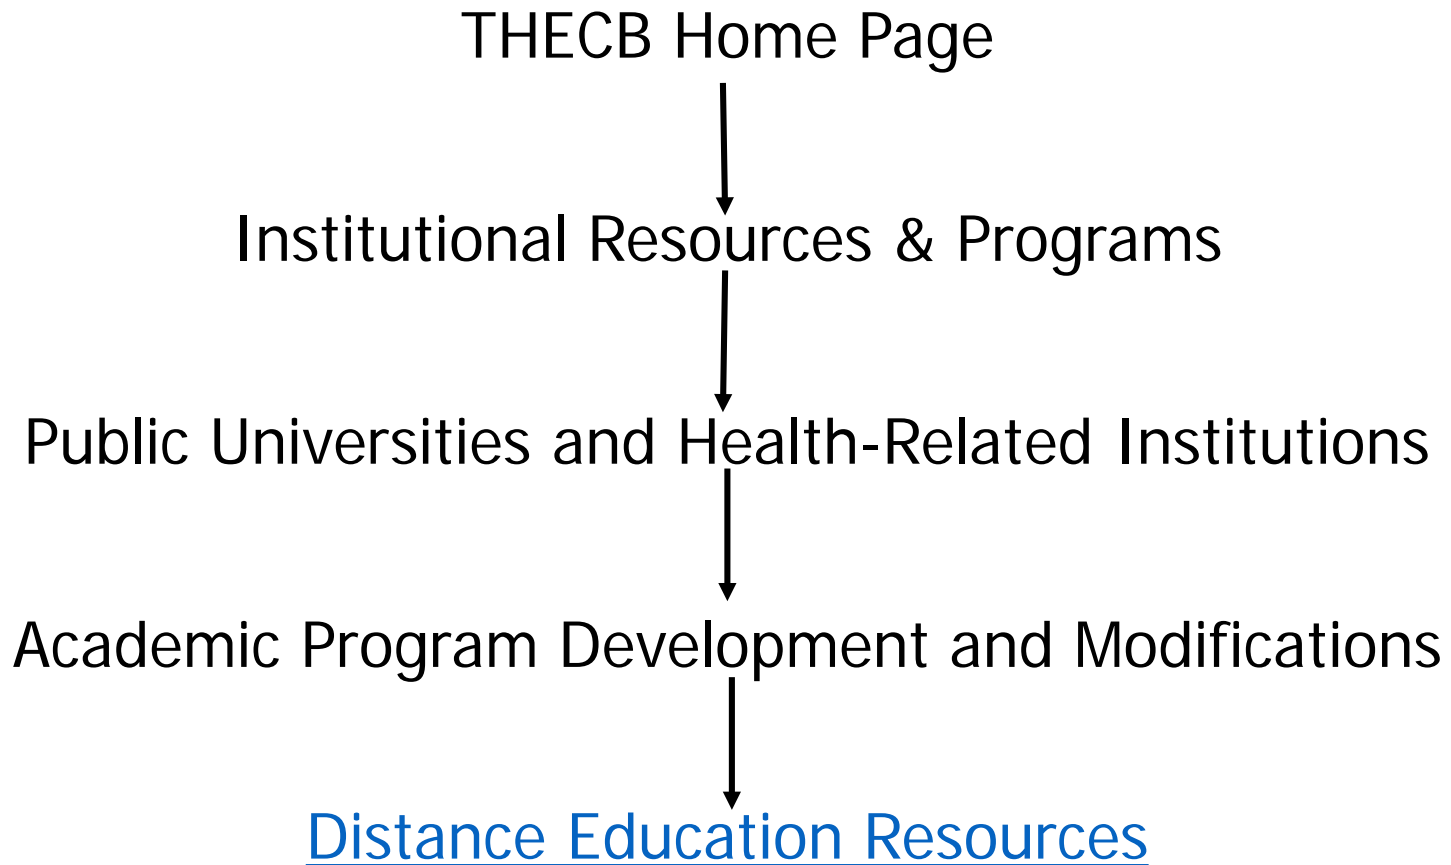 THECB Home Page
Institutional Resources & Programs
Public Universities and Health-Related Institutions
Academic Program Development and Modifications
Distance Education Resources